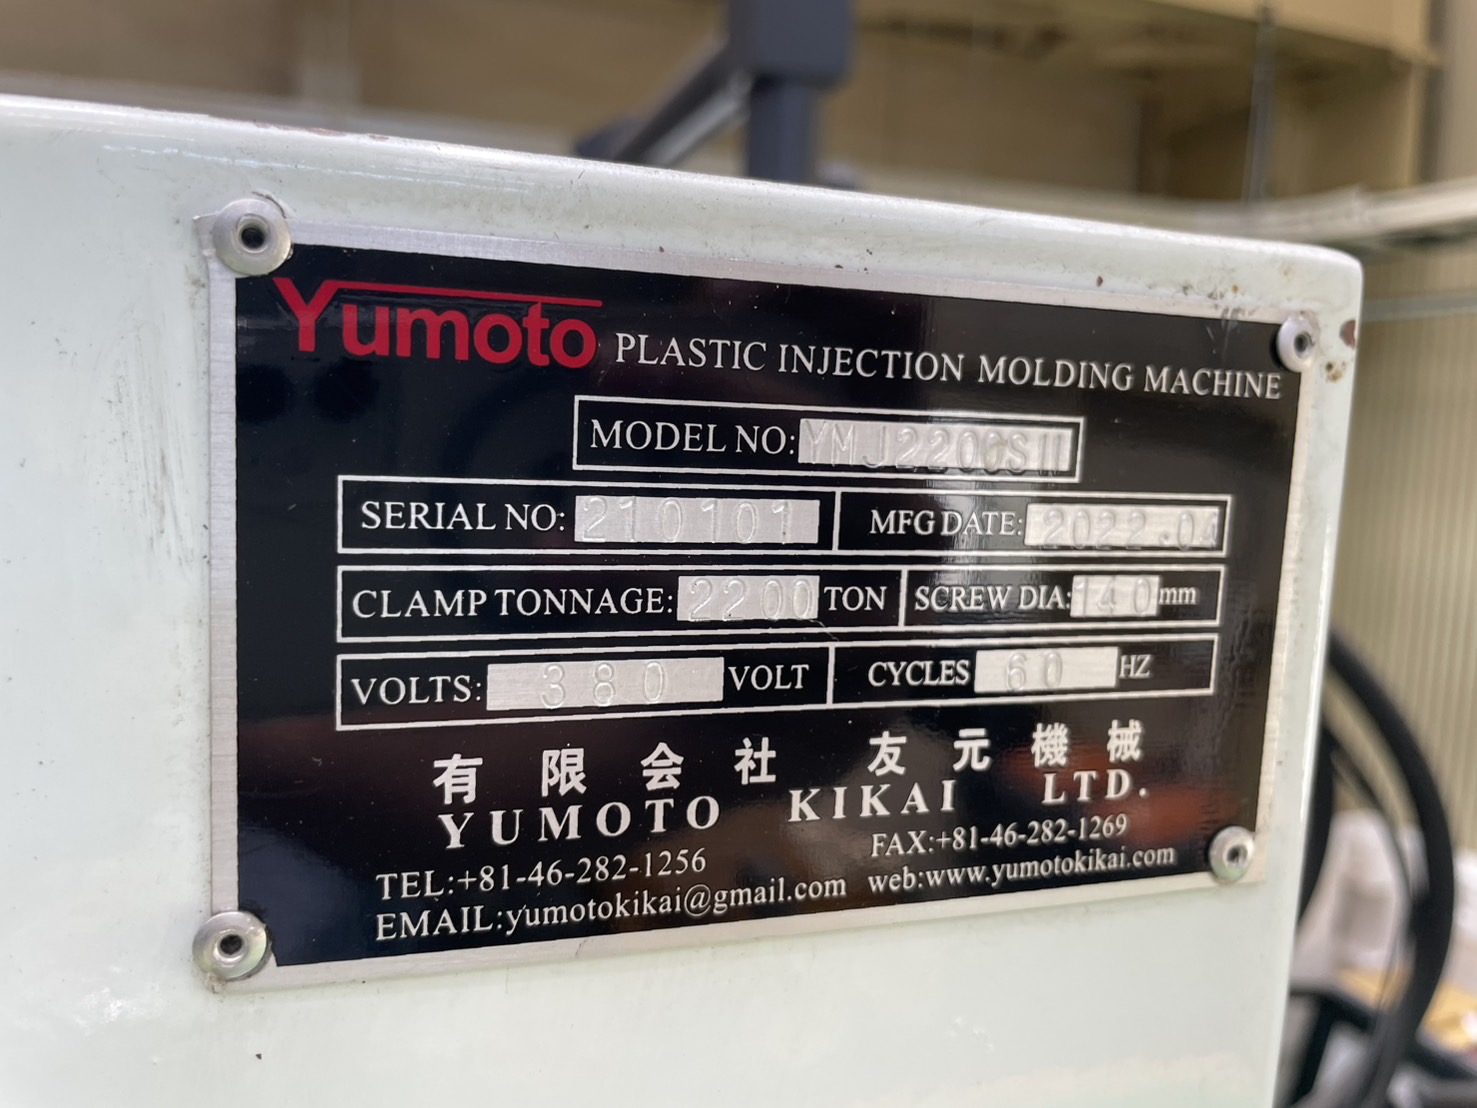 Yumoto PLASTIC INJECTION MOLDING MACHINE
MODEL NO: YMJ2200SII
SERIAL NO: 210101 MFG DATE: 2022.04
CLAMP TONNAGE: 2200 TON SCREW DIA: 140 mm
VOLTS: 380 VOLT CYCLES 60 HZ
有限会社 友元機械
YUMOTO KIKAI LTD.
TEL:+81-46-282-1256 FAX:+81-46-282-1269
EMAIL:yumotokikai@gmail.com web:www.yumotokikai.com